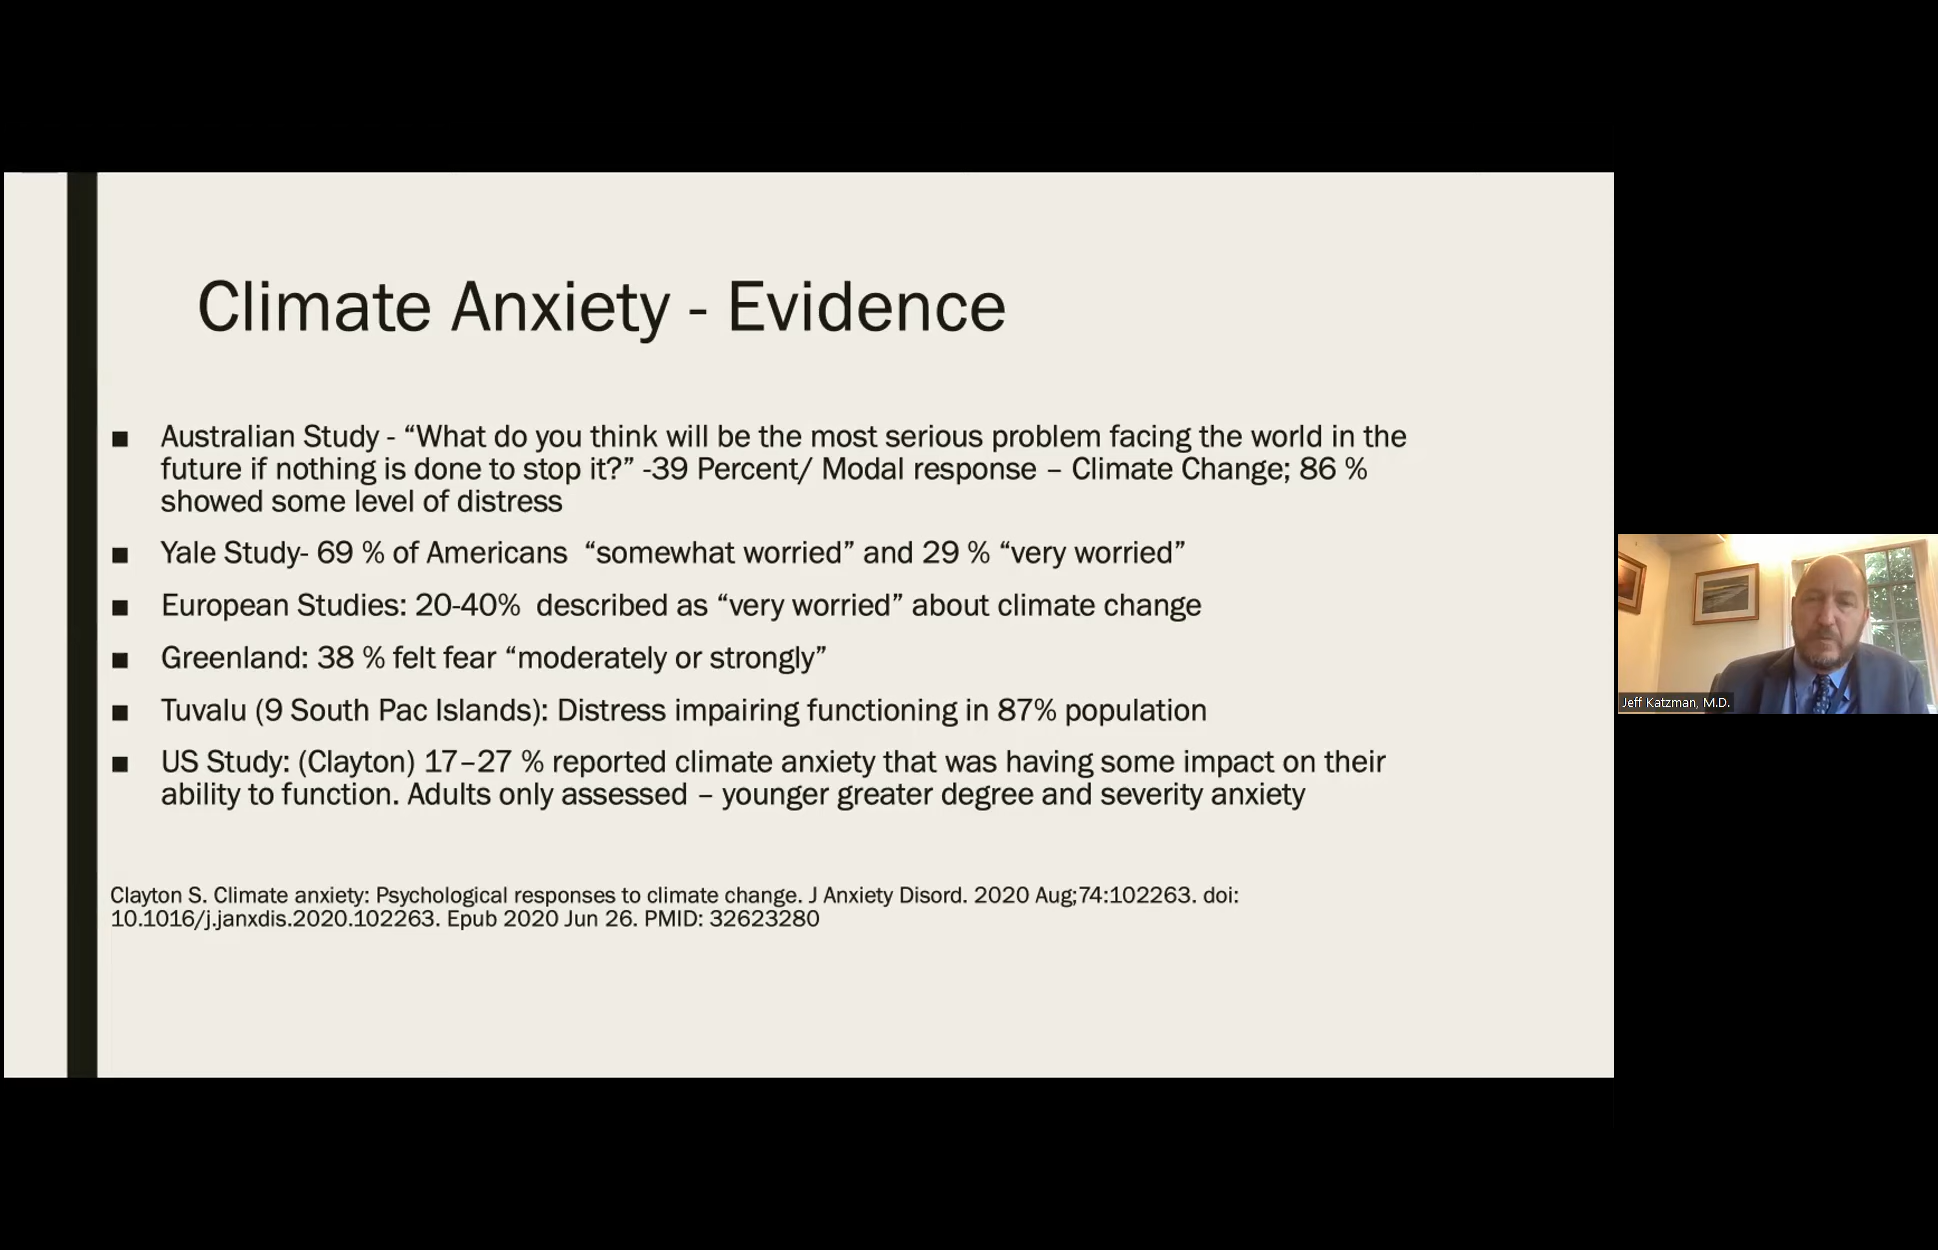 Climate Anxiety - Evidence
■ Australian Study - “What do you think will be the most serious problem facing the world in the
future if nothing is done to stop it?” -39 Percent/ Modal response – Climate Change; 86 %
showed some level of distress
■ Yale Study- 69 % of Americans “somewhat worried” and 29 % “very worried”
■ European Studies: 20-40% described as “very worried” about climate change
■ Greenland: 38 % felt fear “moderately or strongly”
■ Tuvalu (9 South Pac Islands): Distress impairing functioning in 87% population
■ US Study: (Clayton) 17–27 % reported climate anxiety that was having some impact on their
ability to function. Adults only assessed – younger greater degree and severity anxiety
Clayton S. Climate anxiety: Psychological responses to climate change. J Anxiety Disord. 2020 Aug;74:102263. doi:
10.1016/j.janxdis.2020.102263. Epub 2020 Jun 26. PMID: 32623280
Jeff Katzman, M.D.